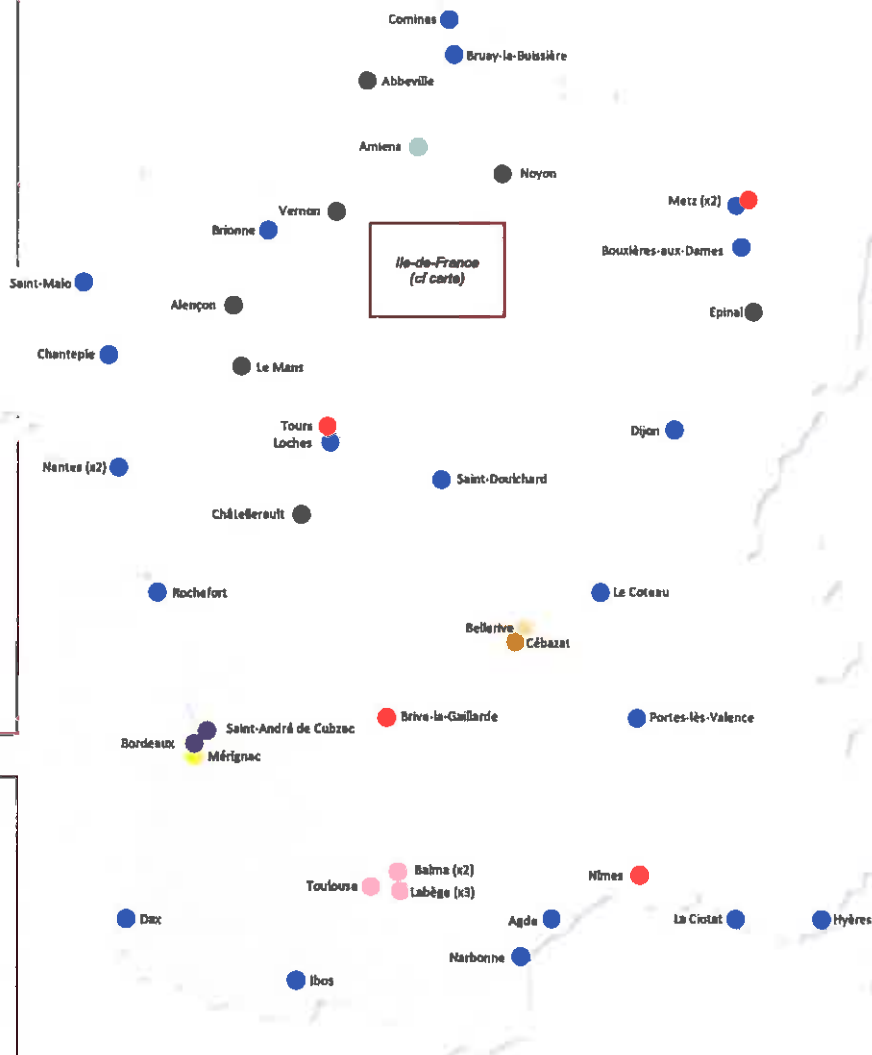 Comines
Bruay-la-Buissière
Abbeville
Amiens
Noyon
Metz (x2)
Vernon
Brionne
Bouxières-aux-Dames
Ile-de-France
(cf carte)
Saint-Malo
Alençon
Épinal
Chantepie
Le Mans
Tours
Loches
Dijon
Nantes (x2)
Saint-Doulchard
Châtellerault
Rochefort
Le Coteau
Bellerive
Cébazat
Brive-la-Gaillarde
Portes-lès-Valence
Saint-André de Cubzac
Bordeaux
Mérignac
Balma (x2)
Nîmes
Toulouse
Labège (x3)
Dax
Agde
La Ciotat
Hyères
Narbonne
Ibos